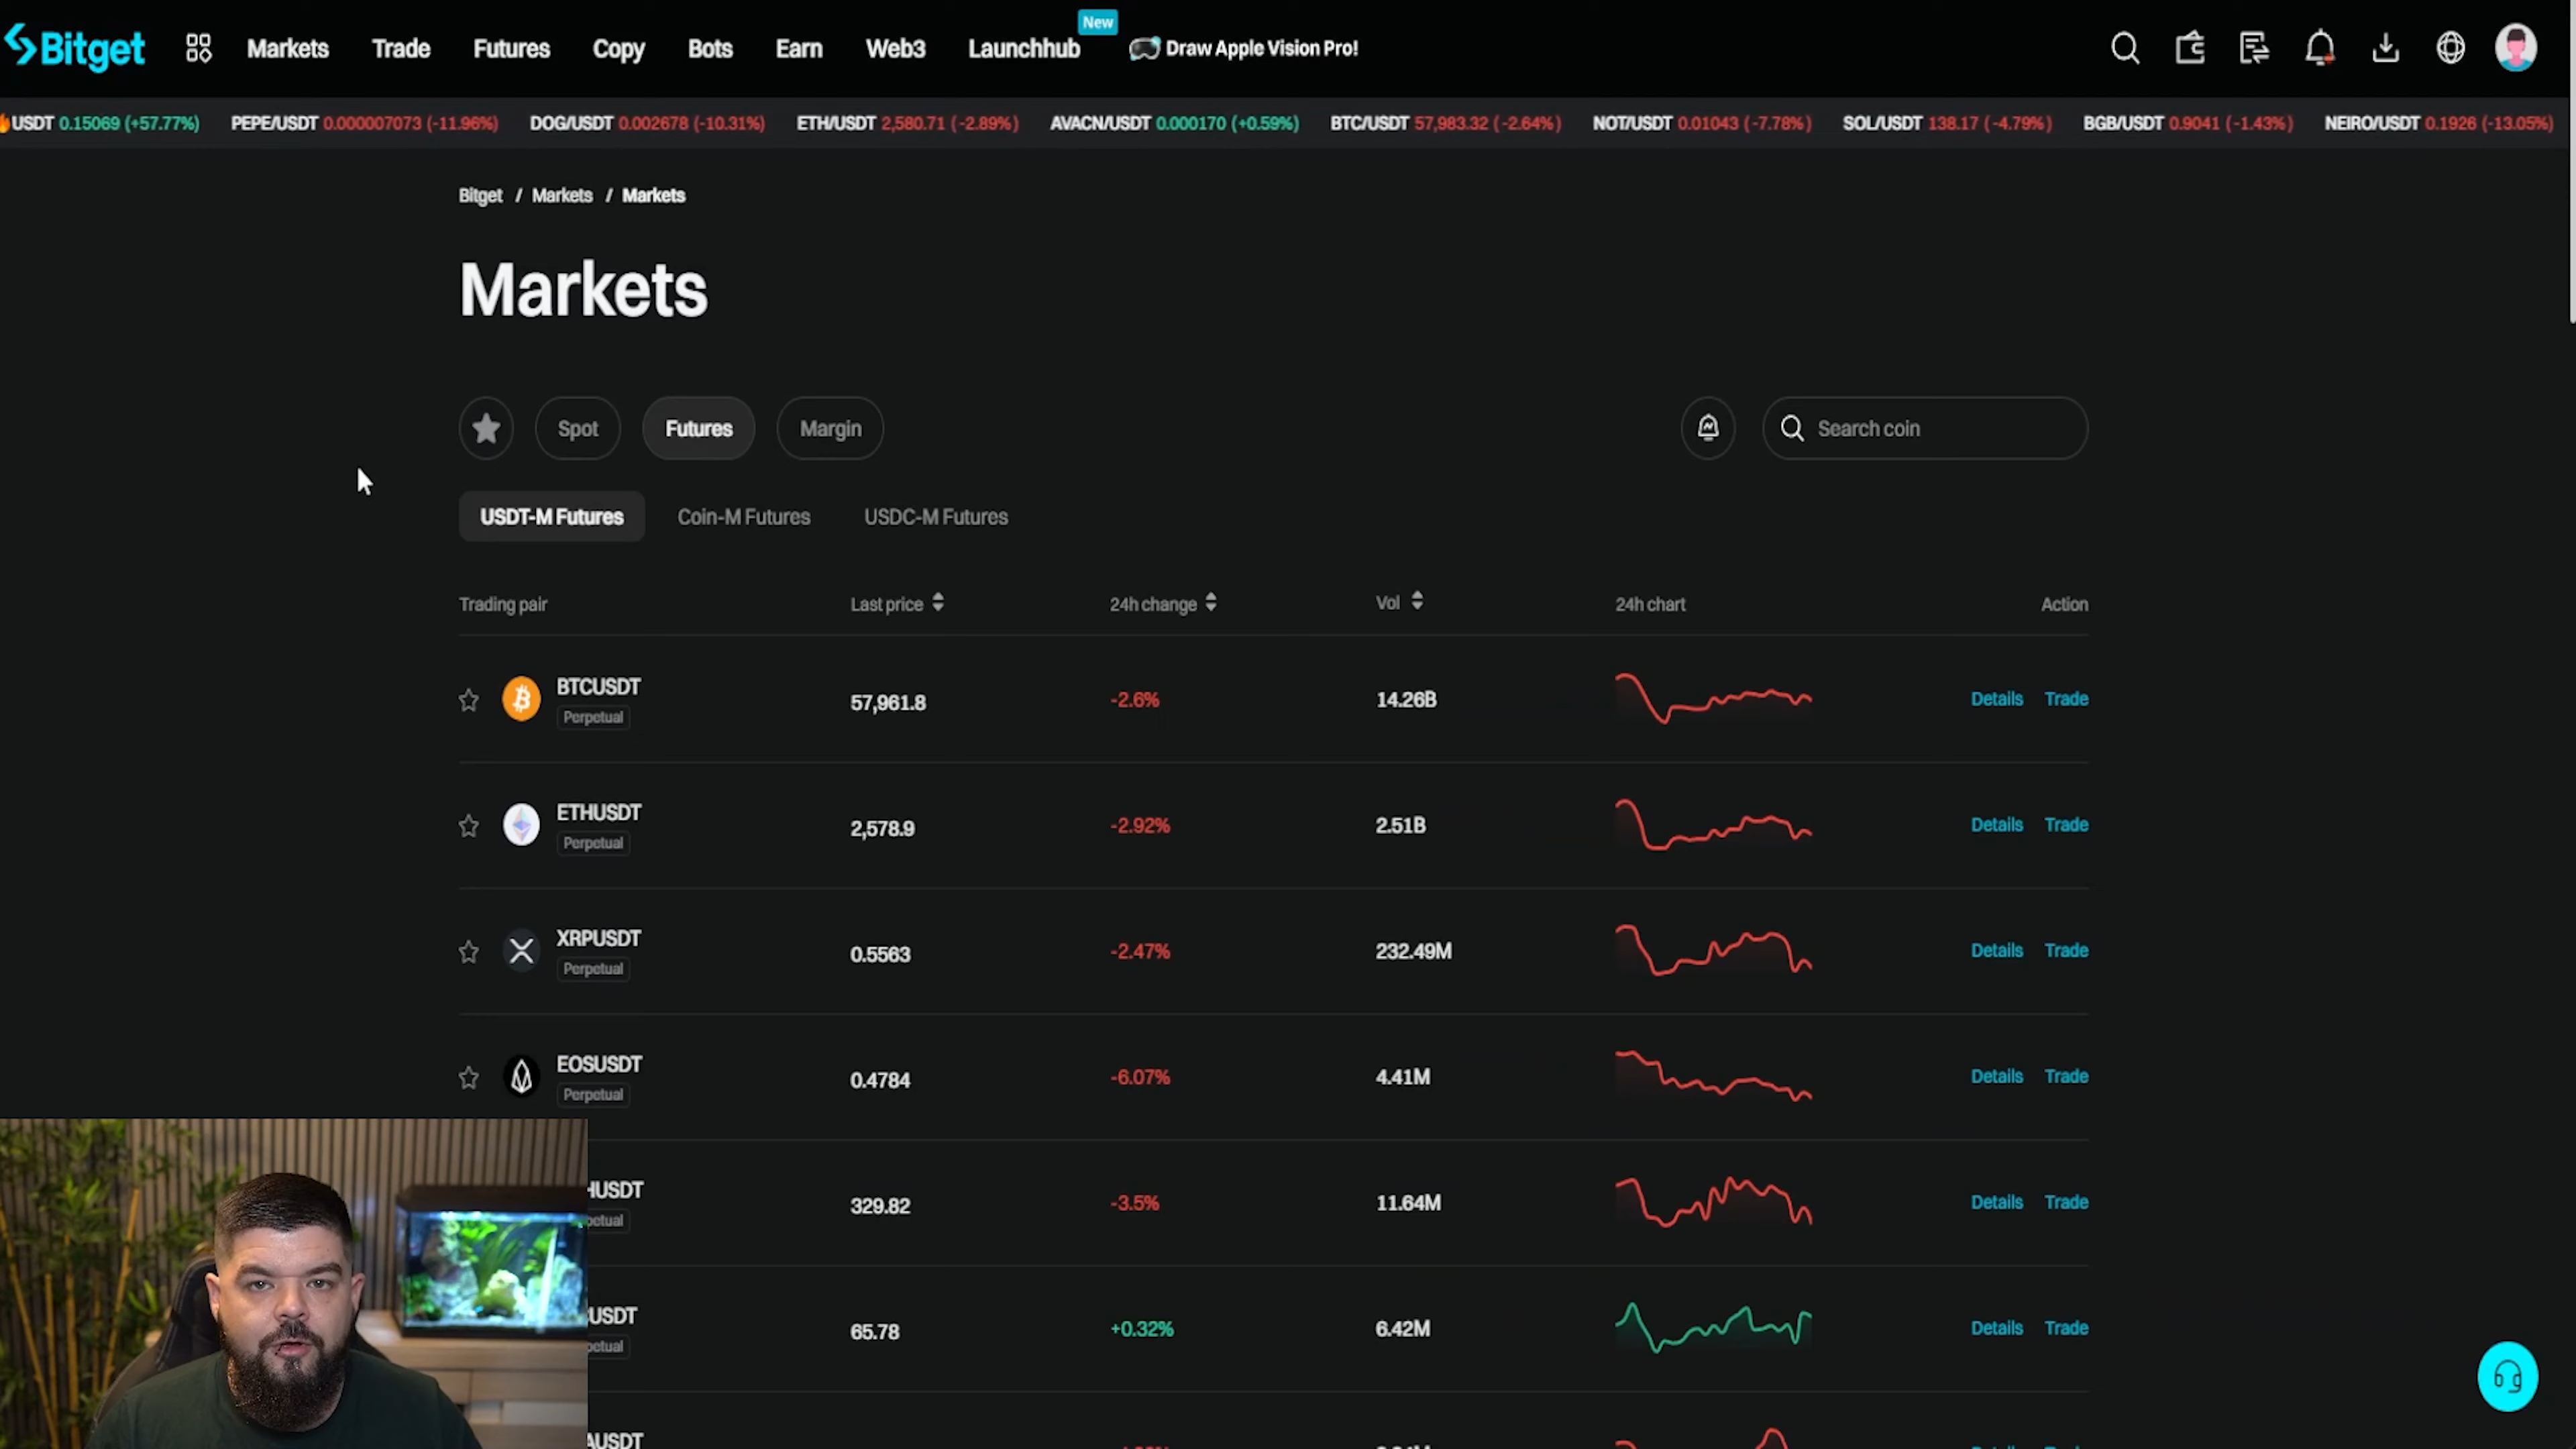 Bitget Markets Trade Futures Copy Bots Earn Web3 Launchhub New Draw Apple Vision Pro!
USDT 0.15069 (+57.77%) PEPE/USDT 0.000007073 (-11.96%) DOG/USDT 0.002678 (-10.31%) ETH/USDT 2,580.71 (-2.89%) AVACN/USDT 0.000170 (+0.59%) BTC/USDT 57,983.32 (-2.64%) NOT/USDT 0.01043 (-7.78%) SOL/USDT 138.17 (-4.79%) BGB/USDT 0.9041 (-1.43%) NEIRO/USDT 0.1926 (-13.05%)
Bitget / Markets / Markets
Markets
Spot Futures Margin Search coin
USDT-M Futures Coin-M Futures USDC-M Futures
Trading pair Last price 24h change Vol 24h chart Action
BTCUSDT 57,961.8 -2.6% 14.26B Details Trade
Perpetual
ETHUSDT 2,578.9 -2.92% 2.51B Details Trade
Perpetual
XRPUSDT 0.5563 -2.47% 232.49M Details Trade
Perpetual
EOSUSDT 0.4784 -6.07% 4.41M Details Trade
Perpetual
HUSDT 329.82 -3.5% 11.64M Details Trade
petual
USDT 65.78 +0.32% 6.42M Details Trade
petual
AUSDT